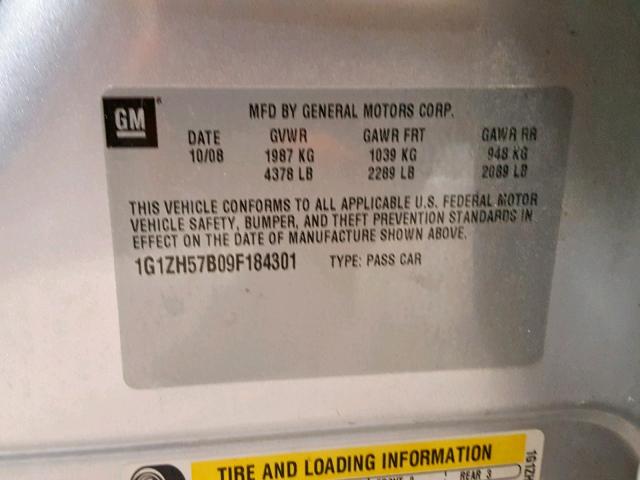 GM
MFD BY GENERAL MOTORS CORP.
DATE GVWR GAWR FRT GAWR RR
10/08 1987 KG 1039 KG 948 KG
4378 LB 2289 LB 2089 LB
THIS VEHICLE CONFORMS TO ALL APPLICABLE U.S. FEDERAL MOTOR
VEHICLE SAFETY, BUMPER, AND THEFT PREVENTION STANDARDS IN
EFFECT ON THE DATE OF MANUFACTURE SHOWN ABOVE.
1G1ZH57B09F184301 TYPE: PASS CAR
TIRE AND LOADING INFORMATION
REAR 3
1G1ZH